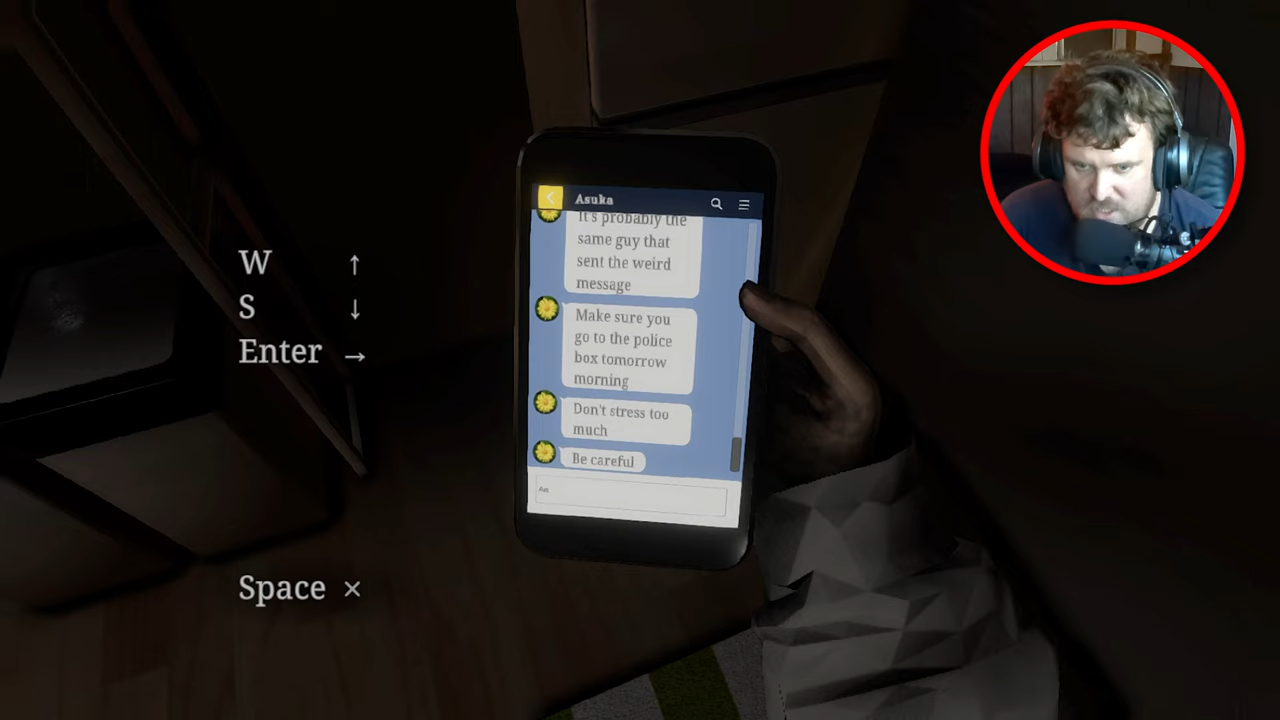 Asuka
It's probably the
same guy that
sent the weird
message
Make sure you
go to the police
box tomorrow
morning
Don't stress too
much
Be careful
Aa
W ↑
S ↓
Enter →
Space ×